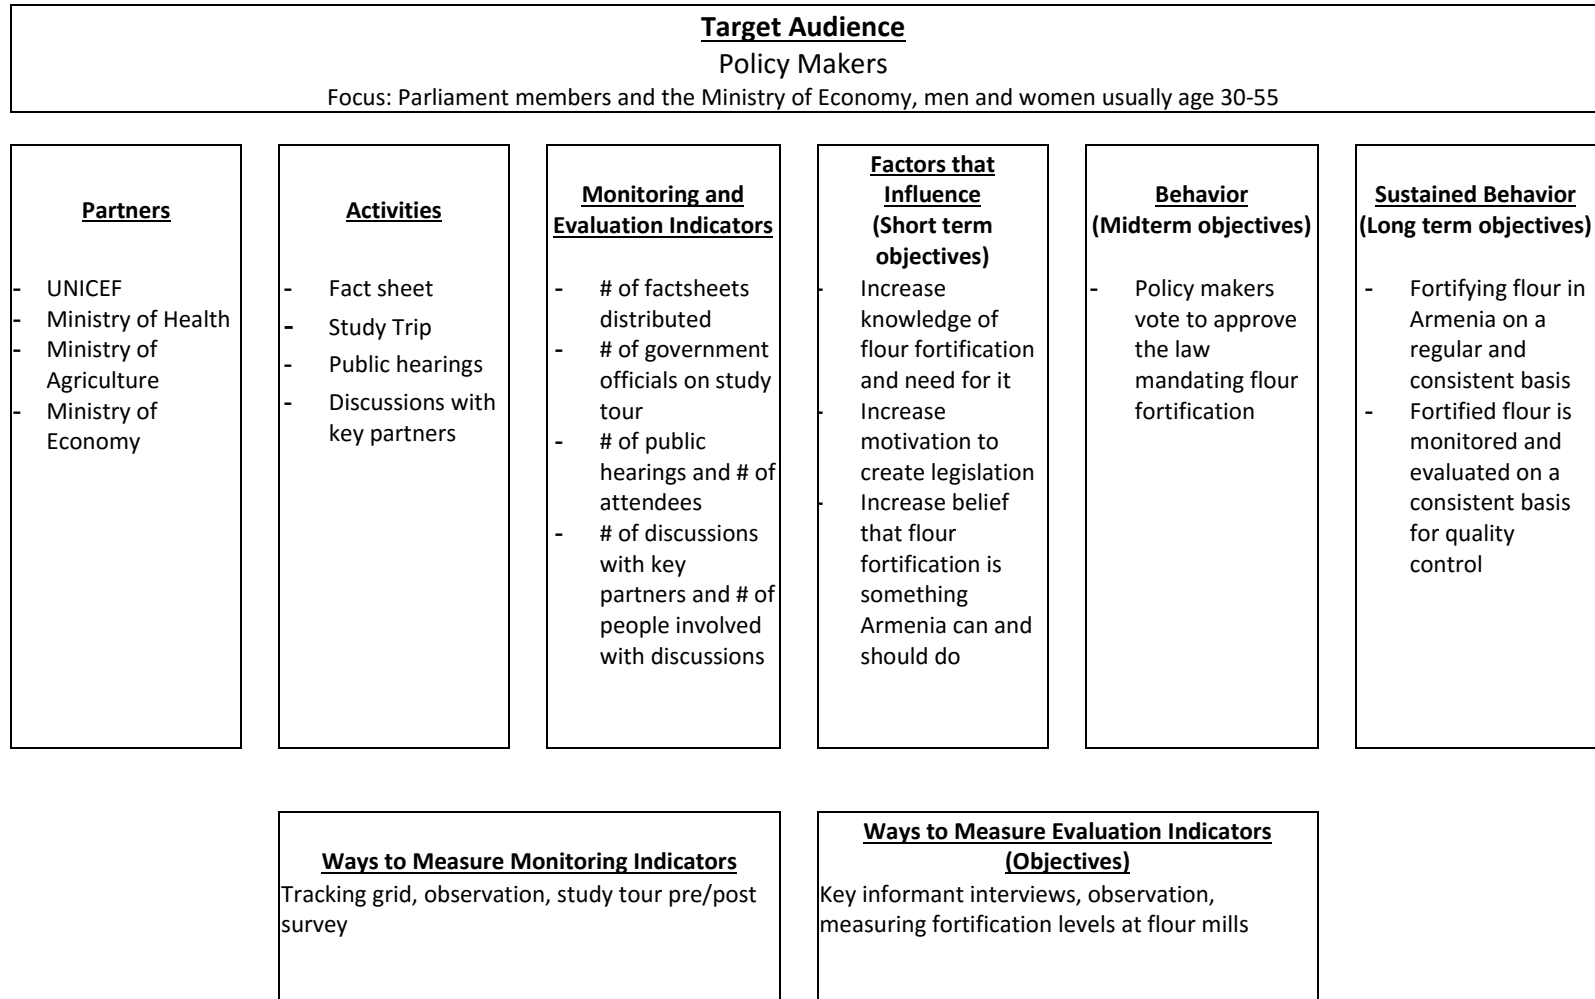 Target Audience
Policy Makers
Focus: Parliament members and the Ministry of Economy, men and women usually age 30-55
Partners
- UNICEF
- Ministry of Health
- Ministry of
Agriculture
- Ministry of
Economy
Activities
- Fact sheet
- Study Trip
- Public hearings
- Discussions with
key partners
Monitoring and
Evaluation Indicators
- # of factsheets
distributed
- # of government
officials on study
tour
- # of public
hearings and # of
attendees
- # of discussions
with key
partners and # of
people involved
with discussions
Factors that
Influence
(Short term
objectives)
- Increase
knowledge of
flour fortification
and need for it
- Increase
motivation to
create legislation
- Increase belief
that flour
fortification is
something
Armenia can and
should do
Behavior
(Midterm objectives)
- Policy makers
vote to approve
the law
mandating flour
fortification
Sustained Behavior
(Long term objectives)
- Fortifying flour in
Armenia on a
regular and
consistent basis
- Fortified flour is
monitored and
evaluated on a
consistent basis
for quality
control
Ways to Measure Monitoring Indicators
Tracking grid, observation, study tour pre/post
survey
Ways to Measure Evaluation Indicators
(Objectives)
Key informant interviews, observation,
measuring fortification levels at flour mills